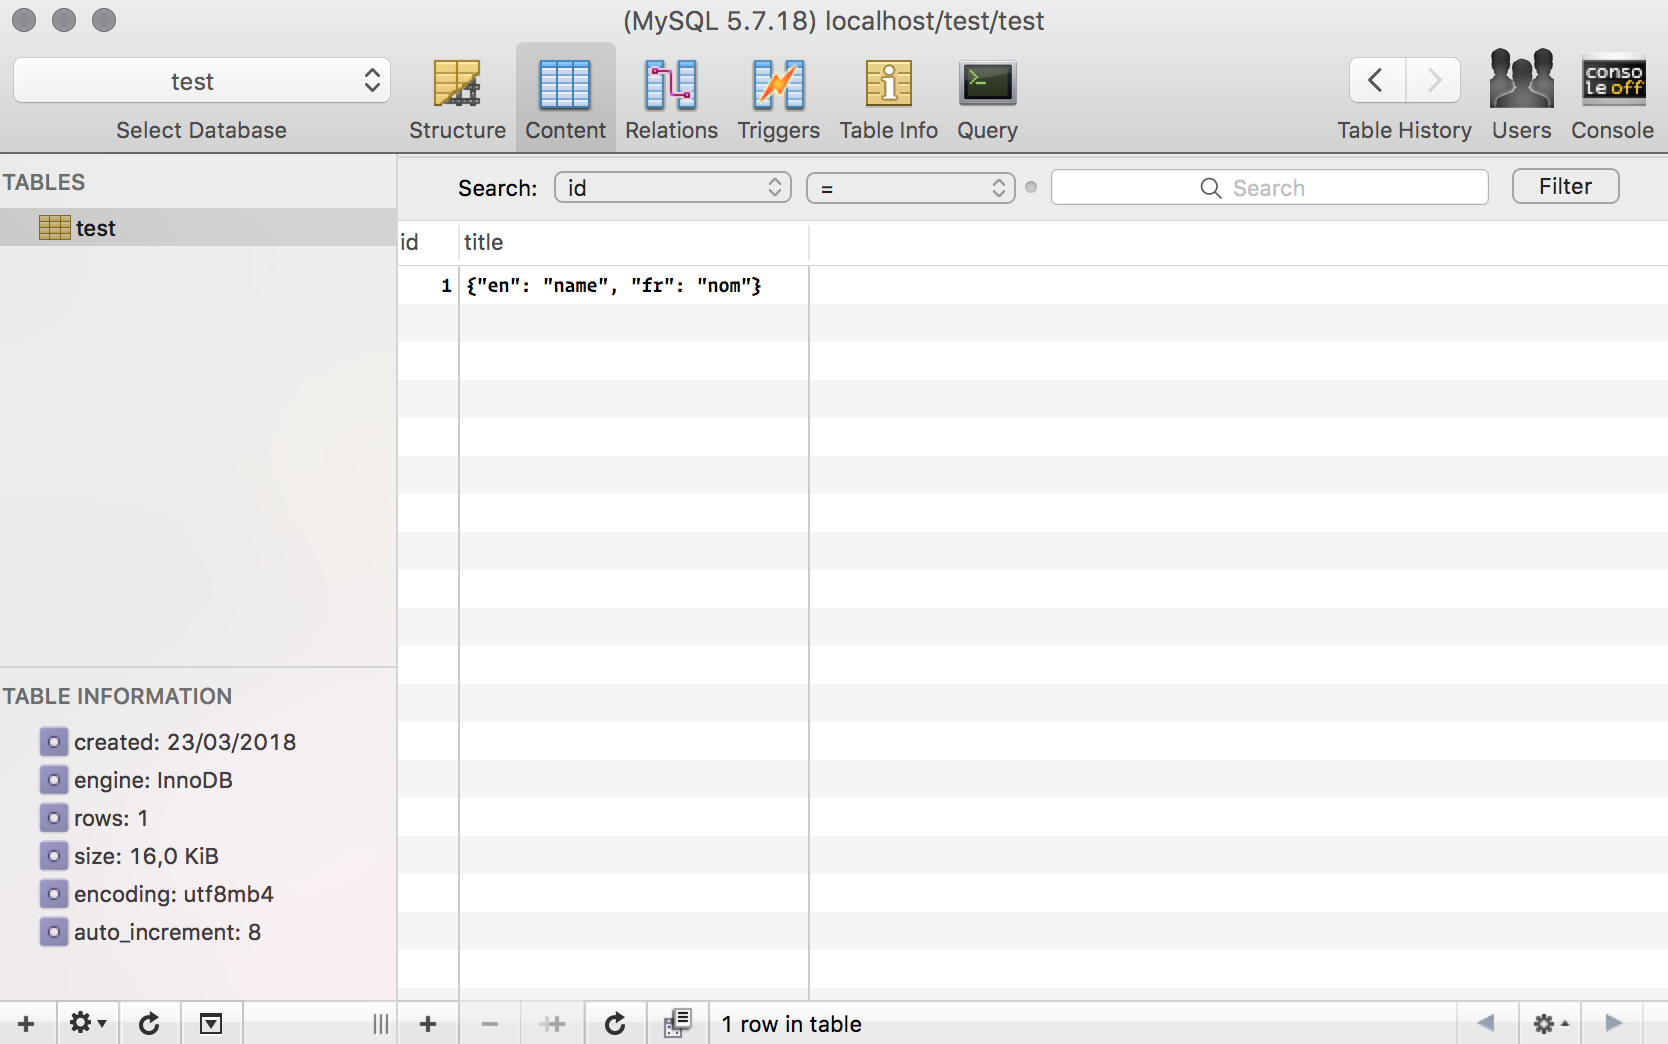 (MySQL 5.7.18) localhost/test/test
test
Select Database
Structure
Content
Relations
Triggers
Table Info
Query
Table History
Users
conso
le off
Console
TABLES
test
Search: id = Search Filter
id title
1 {"en": "name", "fr": "nom"}
TABLE INFORMATION
created: 23/03/2018
engine: InnoDB
rows: 1
size: 16,0 KiB
encoding: utf8mb4
auto_increment: 8
1 row in table